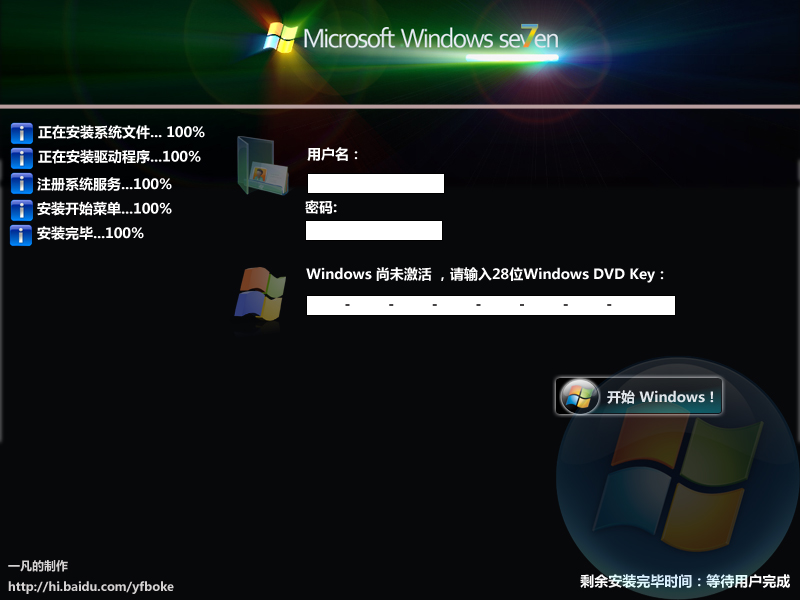 Microsoft Windows se7en
正在安装系统文件... 100%
正在安装驱动程序...100%
注册系统服务...100%
安装开始菜单...100%
安装完毕...100%
用户名：
密码:
Windows 尚未激活 ，请输入28位Windows DVD Key：
- - - - - - -
开始 Windows！
一凡的制作
http://hi.baidu.com/yfboke
剩余安装完毕时间：等待用户完成